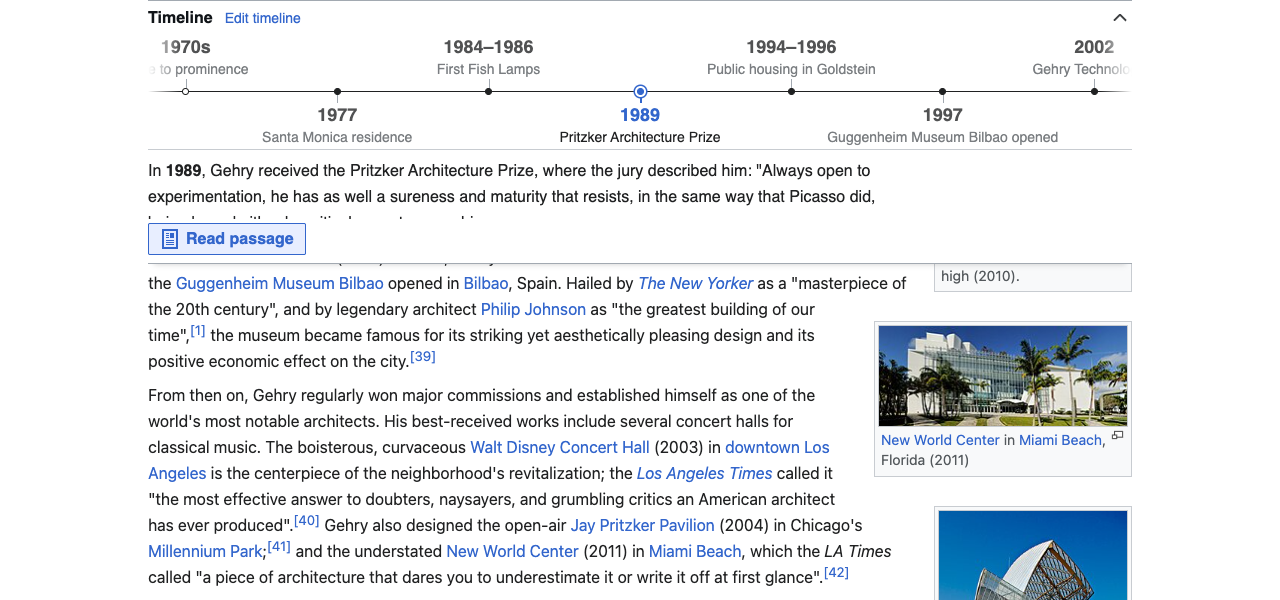 Timeline Edit timeline
1970s 1984–1986 1994–1996 2002
to prominence First Fish Lamps Public housing in Goldstein Gehry
1977 1989 1997
Santa Monica residence Pritzker Architecture Prize Guggenheim Museum Bilbao opened
In 1989, Gehry received the Pritzker Architecture Prize, where the jury described him: "Always open to
experimentation, he has as well a sureness and maturity that resists, in the same way that Picasso did,
Read passage
the Guggenheim Museum Bilbao opened in Bilbao, Spain. Hailed by The New Yorker as a "masterpiece of
the 20th century", and by legendary architect Philip Johnson as "the greatest building of our
time",[1] the museum became famous for its striking yet aesthetically pleasing design and its
positive economic effect on the city.[39]
From then on, Gehry regularly won major commissions and established himself as one of the
world's most notable architects. His best-received works include several concert halls for
classical music. The boisterous, curvaceous Walt Disney Concert Hall (2003) in downtown Los
Angeles is the centerpiece of the neighborhood's revitalization; the Los Angeles Times called it
"the most effective answer to doubters, naysayers, and grumbling critics an American architect
has ever produced".[40] Gehry also designed the open-air Jay Pritzker Pavilion (2004) in Chicago's
Millennium Park;[41] and the understated New World Center (2011) in Miami Beach, which the LA Times
called "a piece of architecture that dares you to underestimate it or write it off at first glance".[42]
high (2010).
New World Center in Miami Beach,
Florida (2011)